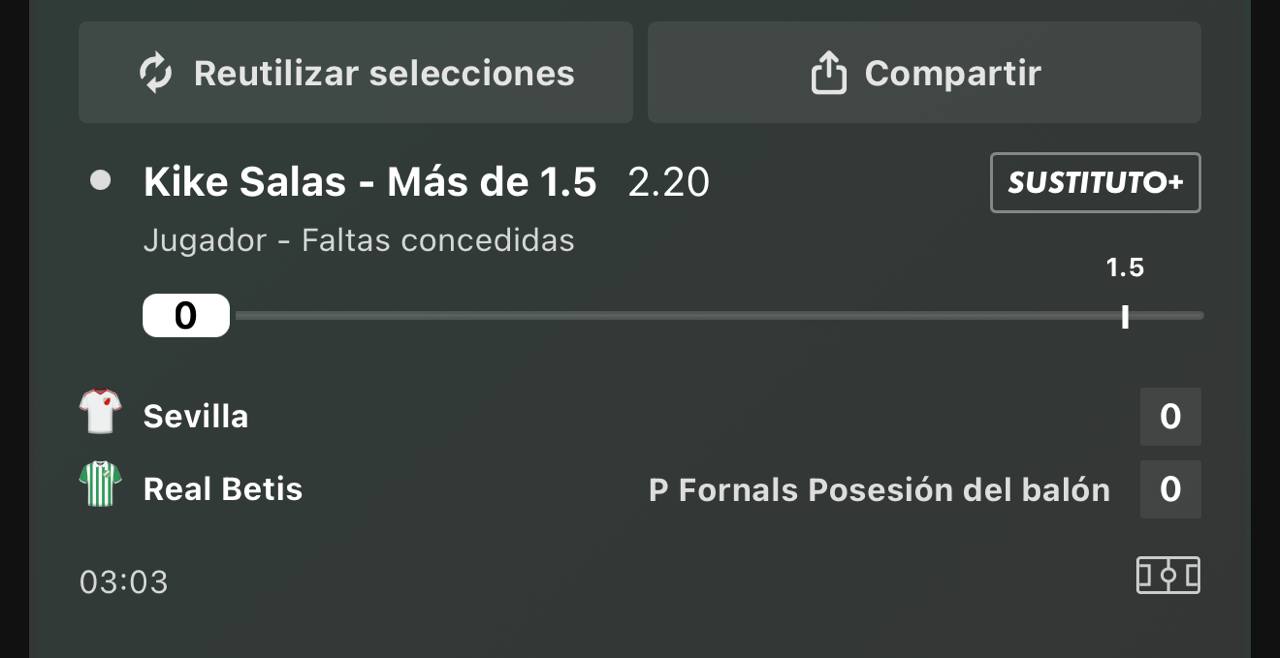 Reutilizar selecciones Compartir
Kike Salas - Más de 1.5 2.20 SUSTITUTO+
Jugador - Faltas concedidas
1.5
0
Sevilla 0
Real Betis P Fornals Posesión del balón 0
03:03